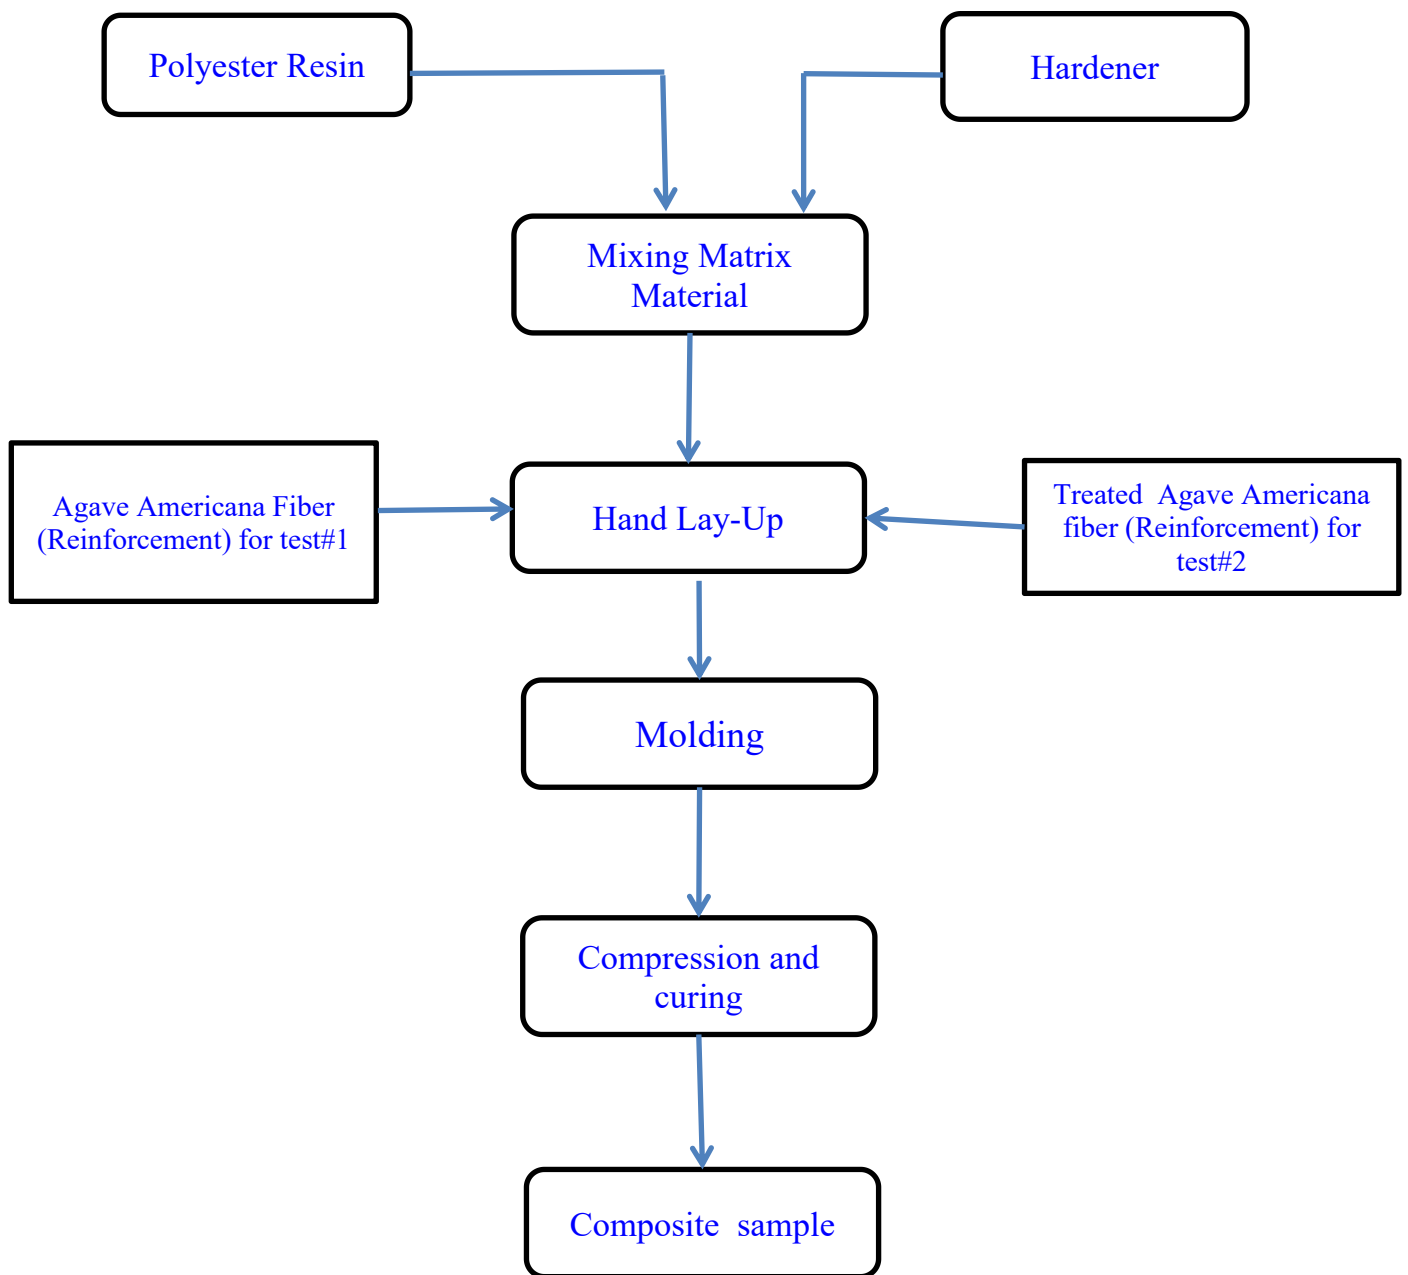 Polyester Resin
Hardener
Mixing Matrix
Material
Agave Americana Fiber
(Reinforcement) for test#1
Hand Lay-Up
Treated  Agave Americana
fiber (Reinforcement) for
test#2
Molding
Compression and
curing
Composite  sample